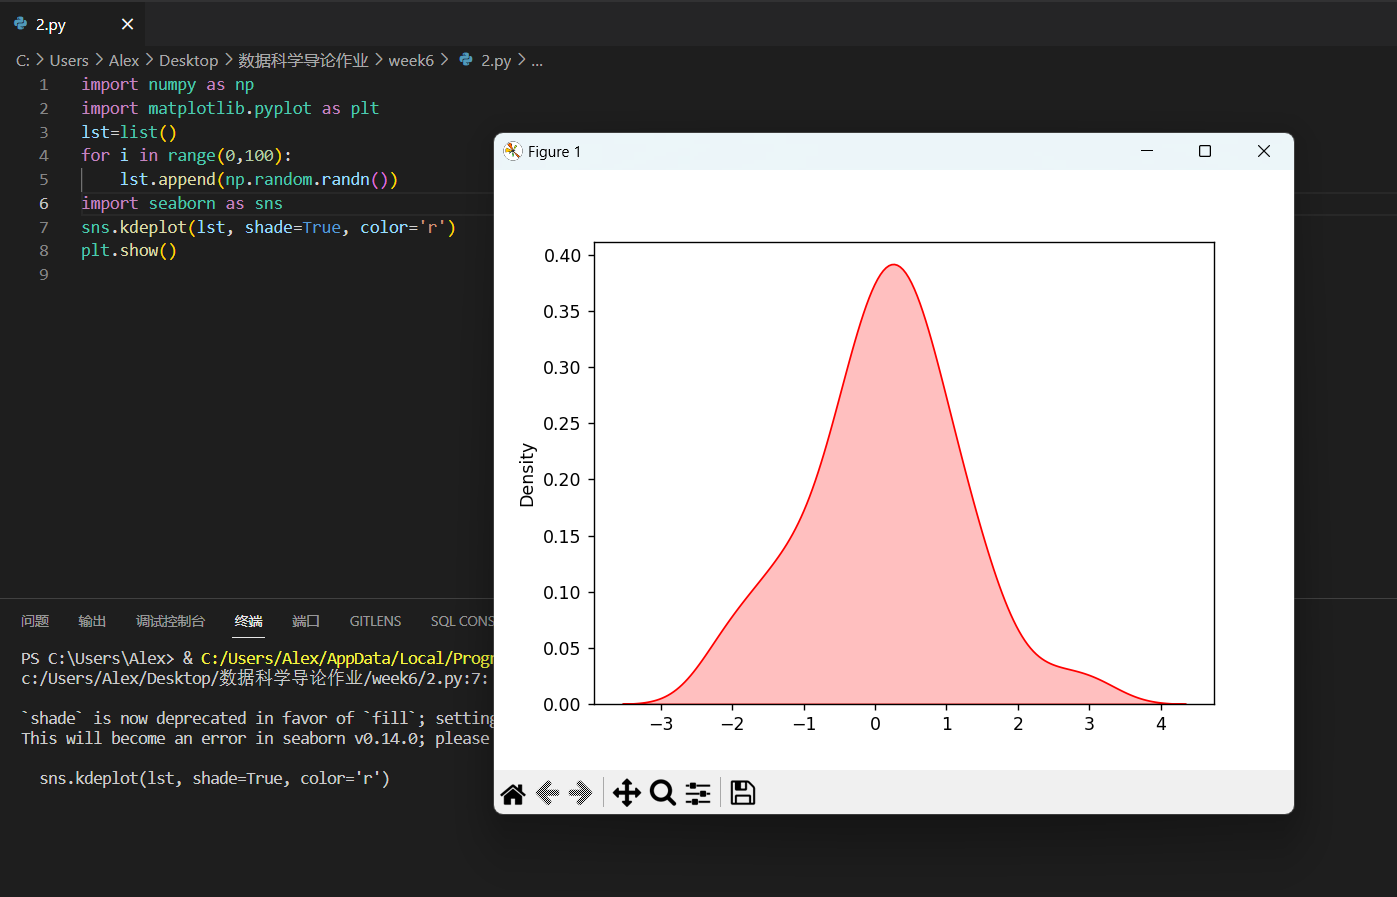 2.py
C: > Users > Alex > Desktop > 数据科学导论作业 > week6 > 2.py > ...
1 import numpy as np
2 import matplotlib.pyplot as plt
3 lst=list()
4 for i in range(0,100):
5     lst.append(np.random.randn())
6 import seaborn as sns
7 sns.kdeplot(lst, shade=True, color='r')
8 plt.show()
9
Figure 1
0.40
0.35
0.30
0.25
0.20
0.15
0.10
0.05
0.00
Density
−3 −2 −1 0 1 2 3 4
问题 输出 调试控制台 终端 端口 GITLENS SQL CONS
PS C:\Users\Alex> & C:/Users/Alex/AppData/Local/Progr
c:/Users/Alex/Desktop/数据科学导论作业/week6/2.py:7:
`shade` is now deprecated in favor of `fill`; setting
This will become an error in seaborn v0.14.0; please
sns.kdeplot(lst, shade=True, color='r')